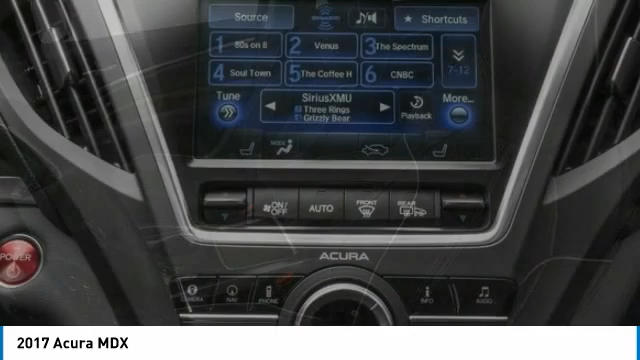 Source
Shortcuts
1 80s on 8
2 Venus
3 The Spectrum
4 Soul Town
5 The Coffee H
6 CNBC
7-12
Tune
SiriusXMU
Three Rings
Grizzly Bear
Playback
More...
MODE
ON/OFF
AUTO
FRONT
REAR
ACURA
POWER
CAMERA
NAV
PHONE
INFO
AUDIO
2017 Acura MDX